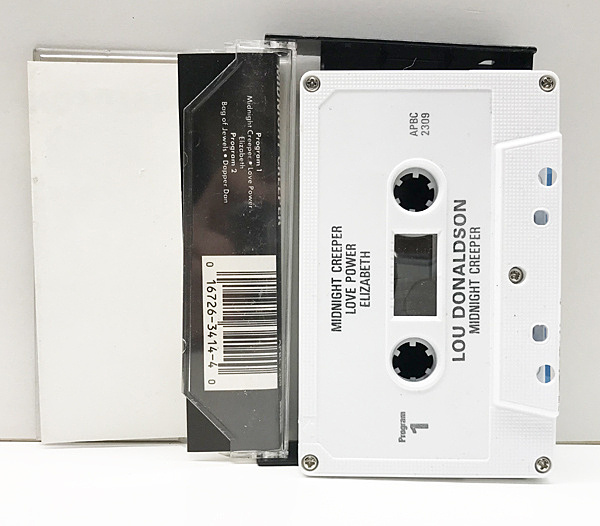 Program 1
Midnight Creeper • Love Power
Elizabeth
Program 2
Bag of Jewels • Dapper Dan
0 16726-3414-4 0
APBC
2309
MIDNIGHT CREEPER
LOVE POWER
ELIZABETH
LOU DONALDSON
MIDNIGHT CREEPER
Program
1